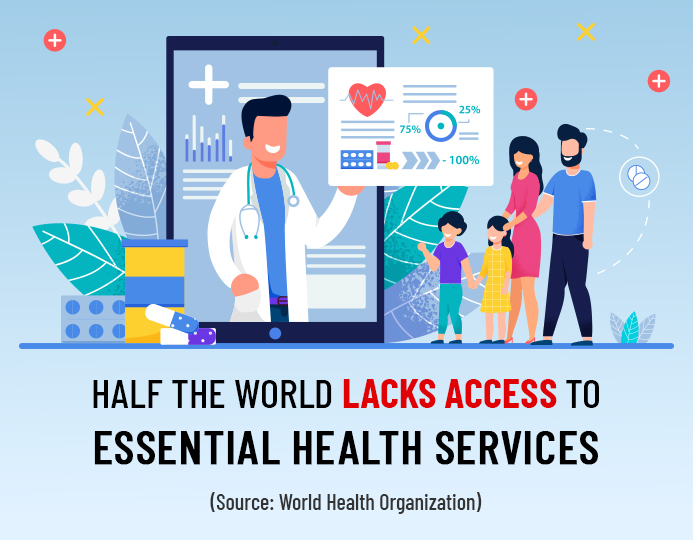 25%
75%
- 100%
HALF THE WORLD LACKS ACCESS TO
ESSENTIAL HEALTH SERVICES
(Source: World Health Organization)